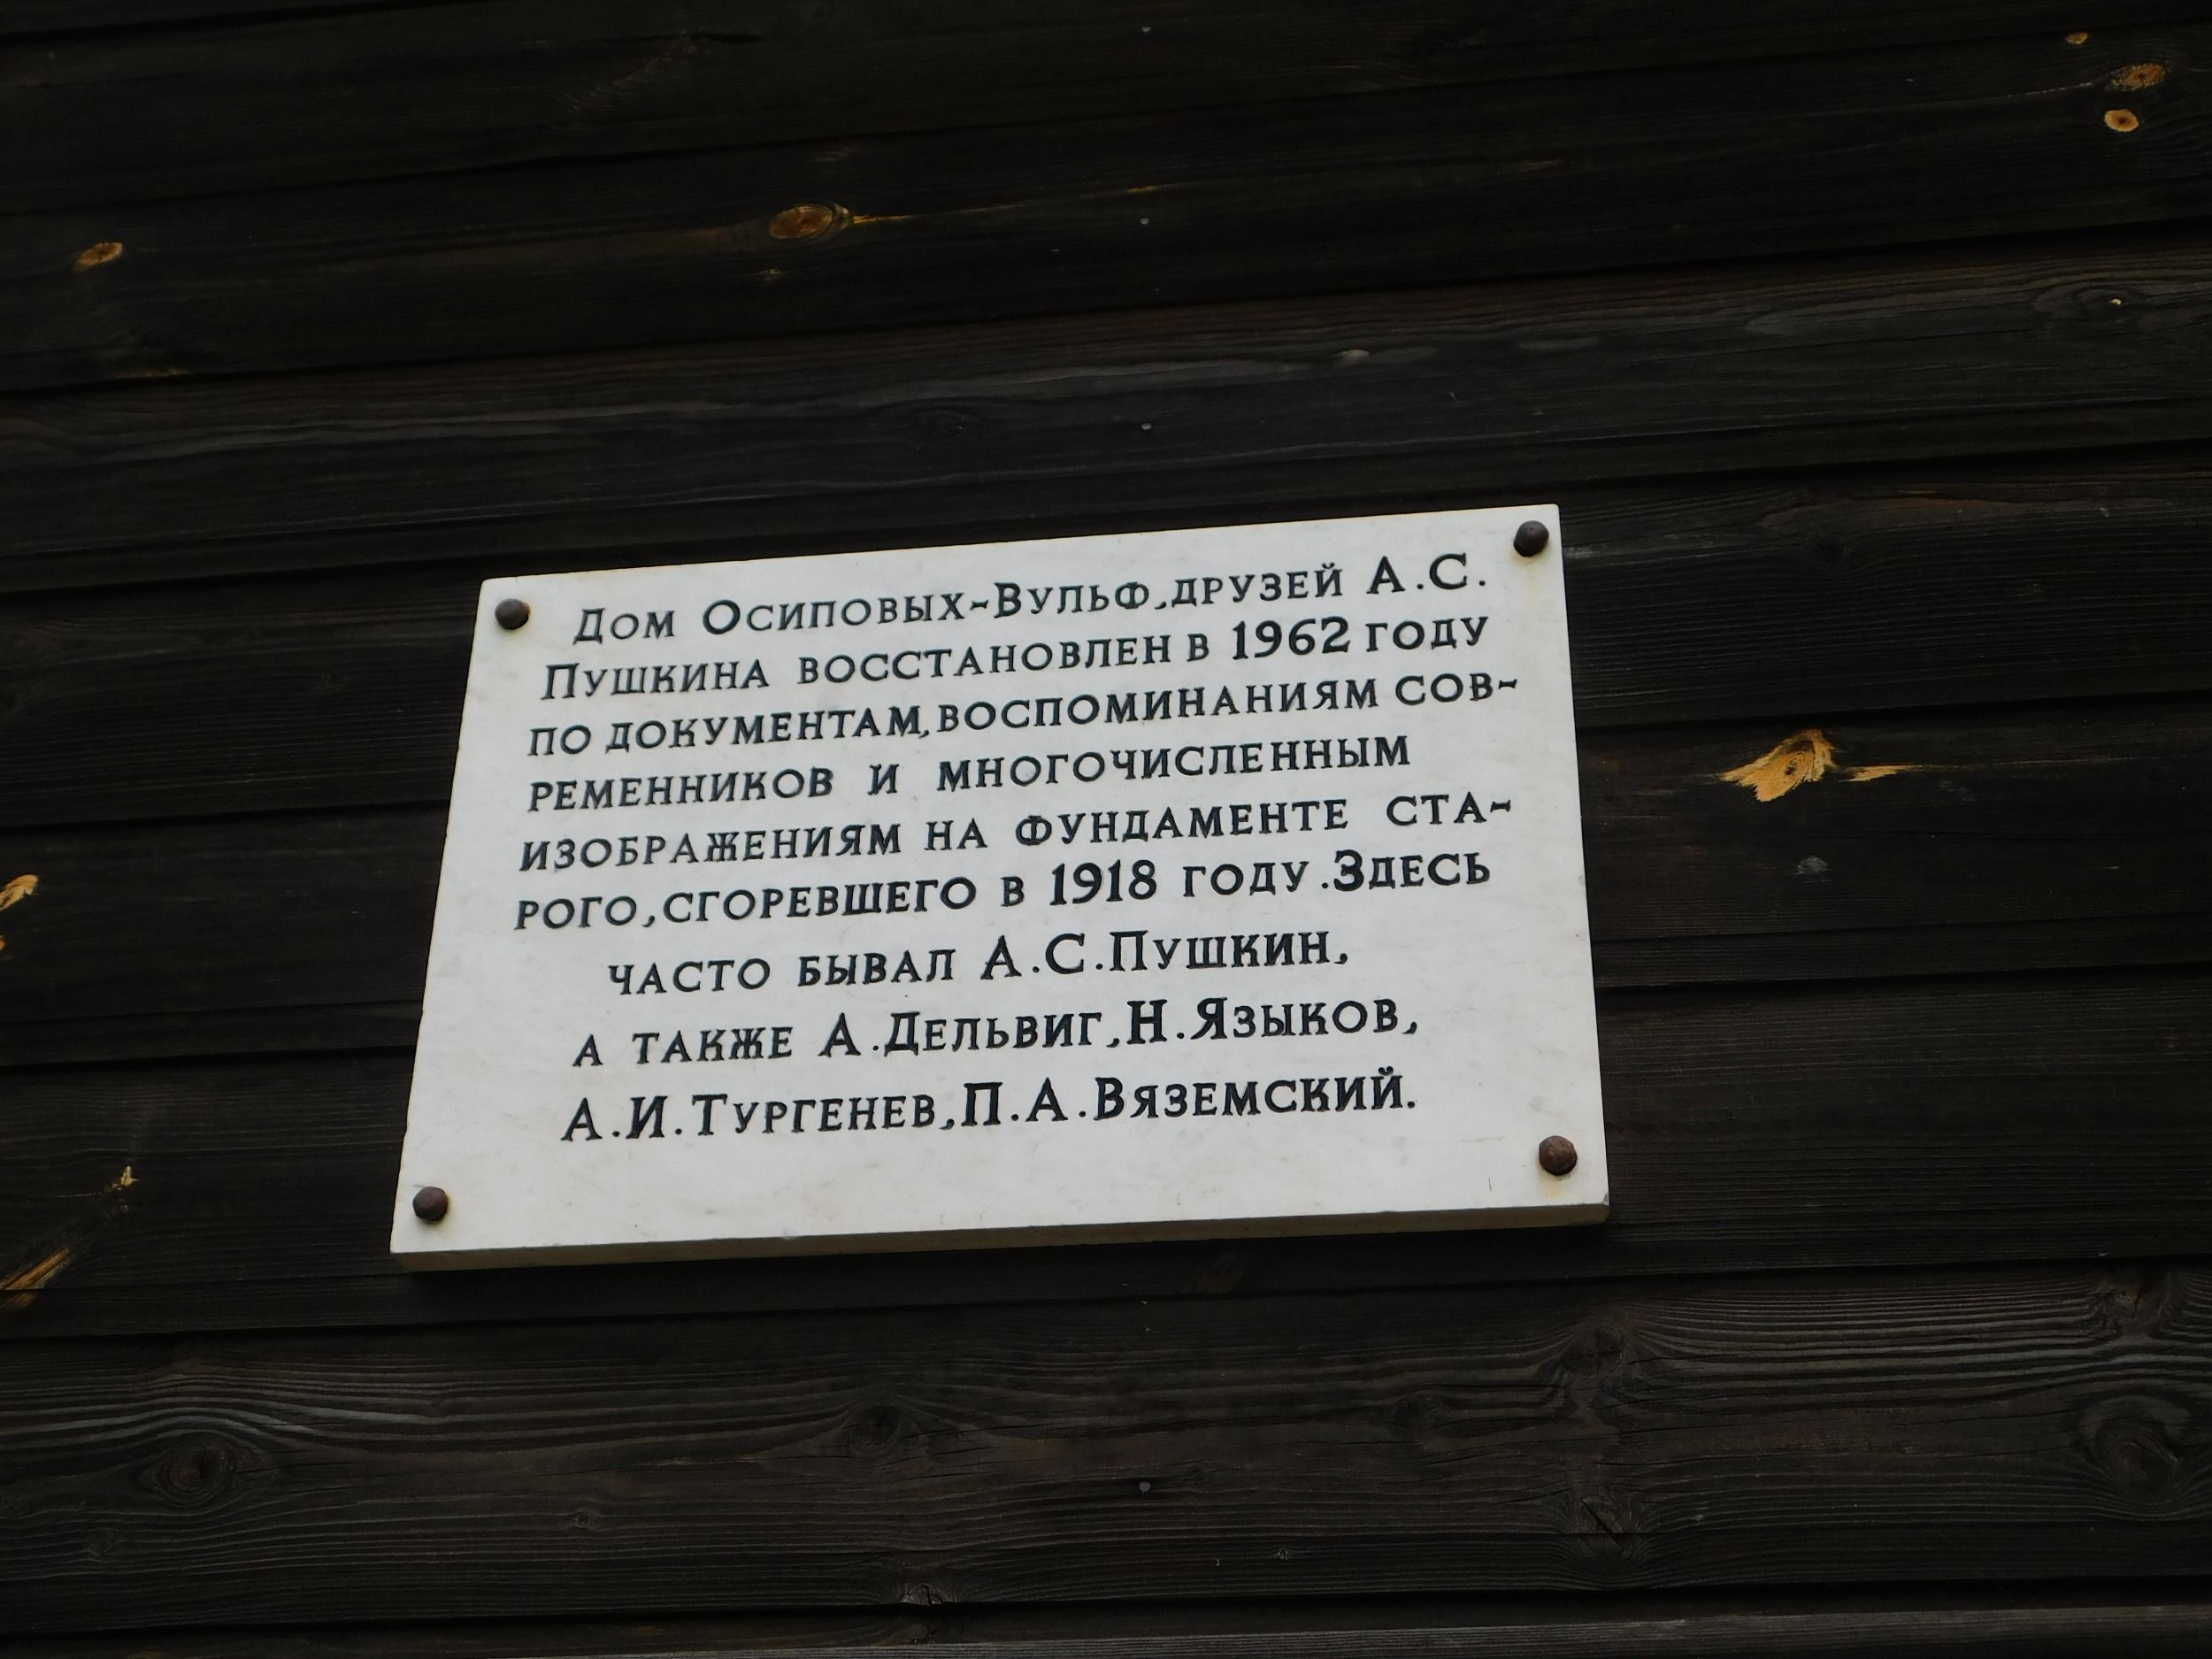 Дом Осиповых-Вульф, друзей А.С.
Пушкина восстановлен в 1962 году
по документам, воспоминаниям сов-
ременников и многочисленным
изображениям на фундаменте ста-
рого, сгоревшего в 1918 году. Здесь
часто бывал А.С.Пушкин,
а также А.Дельвиг, Н.Языков,
А.И.Тургенев, П.А.Вяземский.